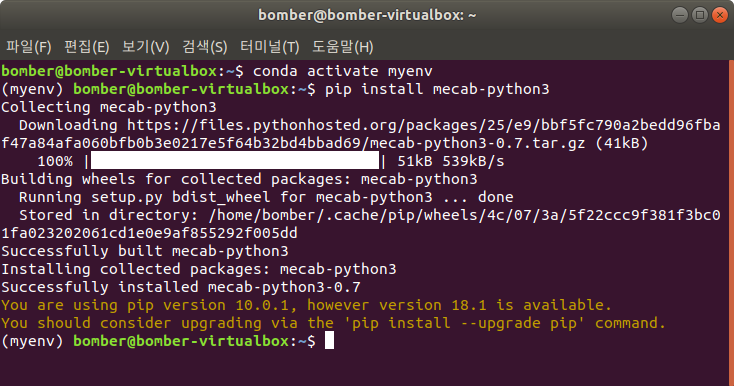 bomber@bomber-virtualbox: ~
파일(F) 편집(E) 보기(V) 검색(S) 터미널(T) 도움말(H)
bomber@bomber-virtualbox:~$ conda activate myenv
(myenv) bomber@bomber-virtualbox:~$ pip install mecab-python3
Collecting mecab-python3
  Downloading https://files.pythonhosted.org/packages/25/e9/bbf5fc790a2bedd96fba
f47a84afa060bfb0b3e0217e5f64b32bd4bbad69/mecab-python3-0.7.tar.gz (41kB)
    100% |████████████████████████████████| 51kB 539kB/s
Building wheels for collected packages: mecab-python3
  Running setup.py bdist_wheel for mecab-python3 ... done
  Stored in directory: /home/bomber/.cache/pip/wheels/4c/07/3a/5f22ccc9f381f3bc0
1fa023202061cd1e0e9af855292f005dd
Successfully built mecab-python3
Installing collected packages: mecab-python3
Successfully installed mecab-python3-0.7
You are using pip version 10.0.1, however version 18.1 is available.
You should consider upgrading via the 'pip install --upgrade pip' command.
(myenv) bomber@bomber-virtualbox:~$